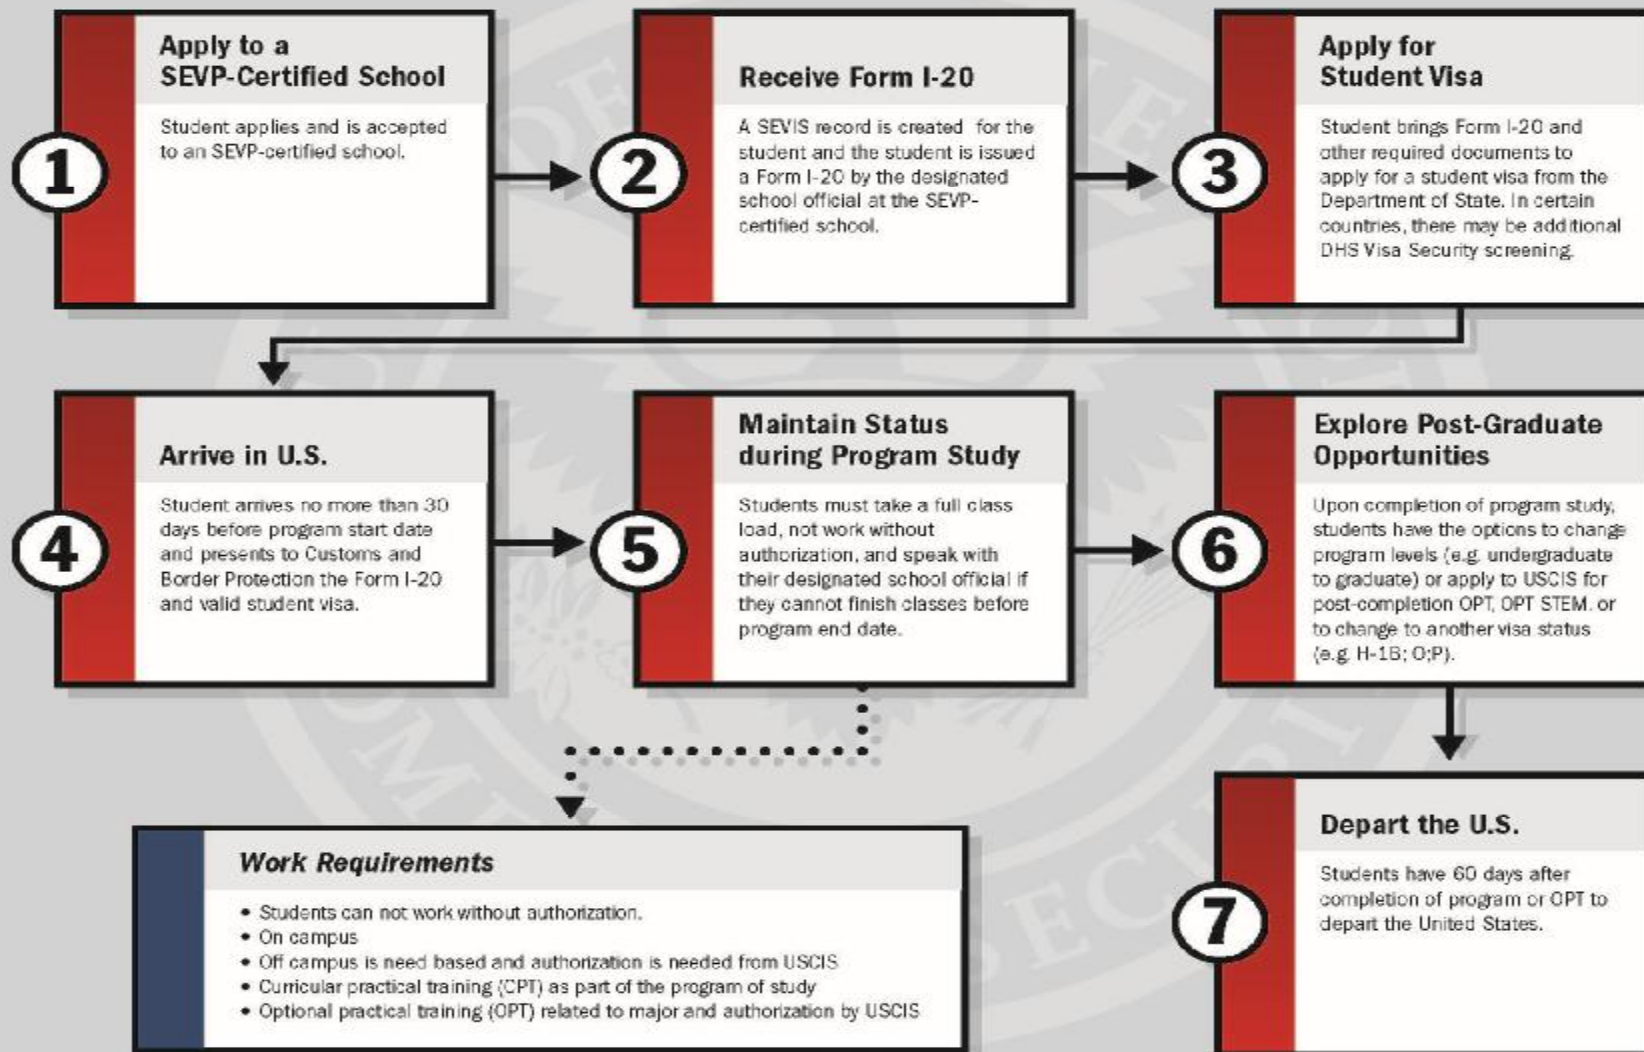 1
Apply to a
SEVP-Certified School
Student applies and is accepted
to an SEVP-certified school.
2
Receive Form I-20
A SEVIS record is created for the
student and the student is issued
a Form I-20 by the designated
school official at the SEVP-
certified school.
3
Apply for
Student Visa
Student brings Form I-20 and
other required documents to
apply for a student visa from the
Department of State. In certain
countries, there may be additional
DHS Visa Security screening.
4
Arrive in U.S.
Student arrives no more than 30
days before program start date
and presents to Customs and
Border Protection the Form I-20
and valid student visa.
5
Maintain Status
during Program Study
Students must take a full class
load, not work without
authorization, and speak with
their designated school official if
they cannot finish classes before
program end date.
6
Explore Post-Graduate
Opportunities
Upon completion of program study,
students have the options to change
program levels (e.g. undergraduate
to graduate) or apply to USCIS for
post-completion OPT, OPT STEM, or
to change to another visa status
(e.g. H-1B; O;P).
Work Requirements
• Students can not work without authorization.
• On campus
• Off campus is need based and authorization is needed from USCIS
• Curricular practical training (CPT) as part of the program of study
• Optional practical training (OPT) related to major and authorization by USCIS
7
Depart the U.S.
Students have 60 days after
completion of program or OPT to
depart the United States.